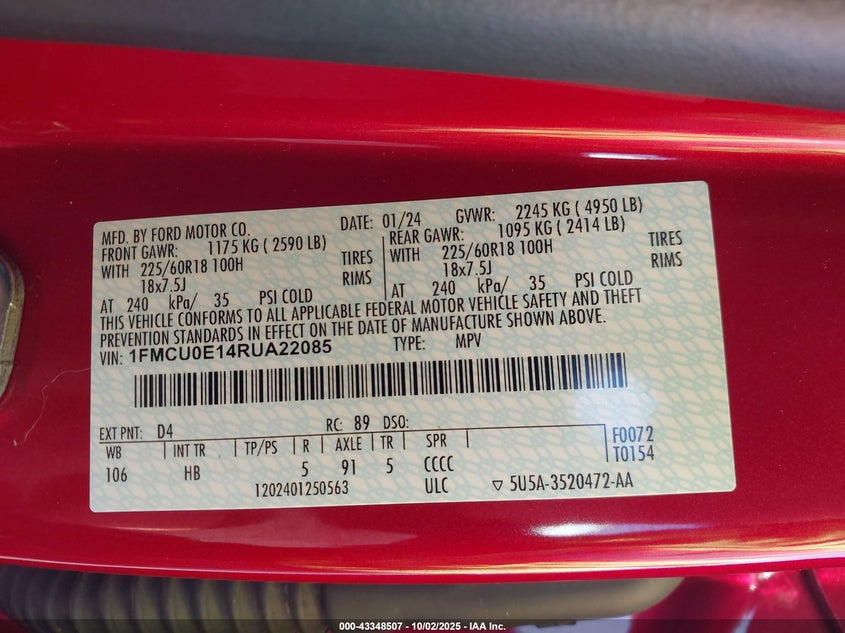 MFD. BY FORD MOTOR CO. DATE: 01/24 GVWR: 2245 KG ( 4950 LB)
FRONT GAWR: 1175 KG ( 2590 LB) REAR GAWR: 1095 KG ( 2414 LB)
WITH 225/60R18 100H TIRES WITH 225/60R18 100H TIRES
18x7.5J RIMS 18x7.5J RIMS
AT 240 kPa/ 35 PSI COLD AT 240 kPa/ 35 PSI COLD
THIS VEHICLE CONFORMS TO ALL APPLICABLE FEDERAL MOTOR VEHICLE SAFETY AND THEFT
PREVENTION STANDARDS IN EFFECT ON THE DATE OF MANUFACTURE SHOWN ABOVE.
VIN: 1FMCU0E14RUA22085 TYPE: MPV
EXT PNT: D4 RC: 89 DSO:
WB INT TR TP/PS R AXLE TR SPR F0072
106 HB 5 91 5 CCCC T0154
1202401250563 ULC ▽ 5U5A-3520472-AA
000-43348507 - 10/02/2025 - IAA Inc.